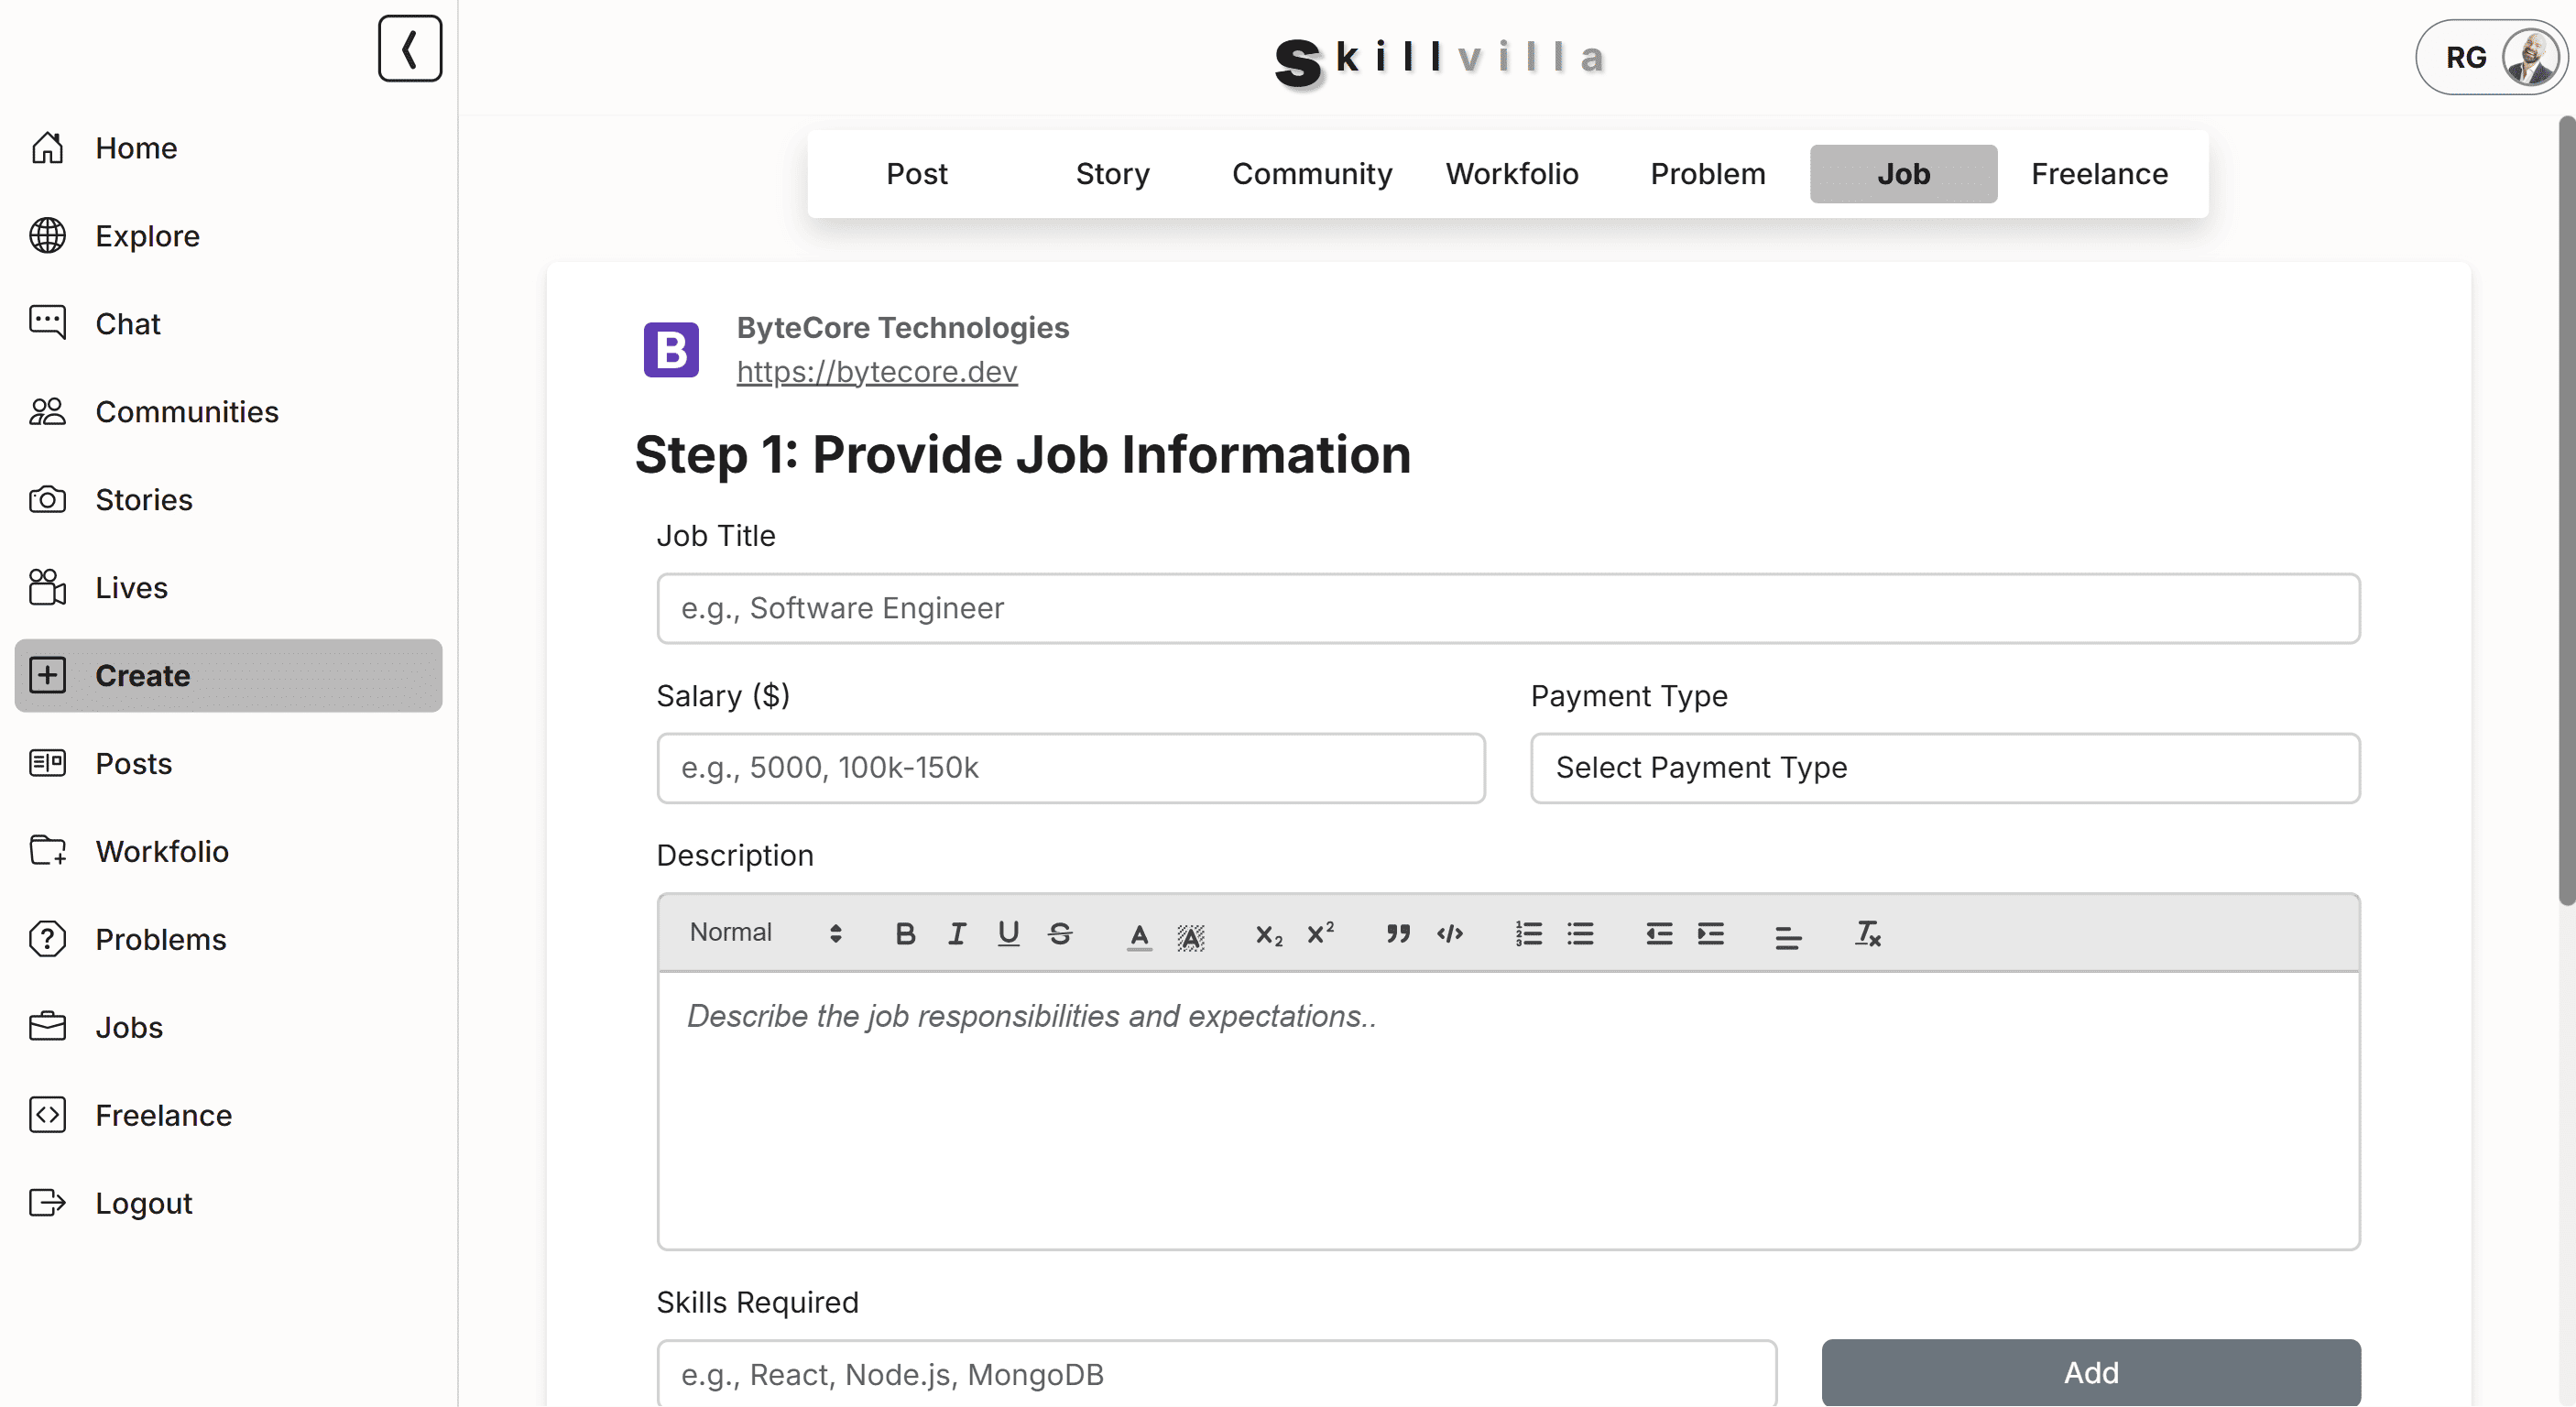 Skillvilla
RG
Home
Explore
Chat
Communities
Stories
Lives
Create
Posts
Workfolio
Problems
Jobs
Freelance
Logout
Post Story Community Workfolio Problem Job Freelance
B
ByteCore Technologies
https://bytecore.dev
Step 1: Provide Job Information
Job Title
e.g., Software Engineer
Salary ($) Payment Type
e.g., 5000, 100k-150k Select Payment Type
Description
Normal
Describe the job responsibilities and expectations..
Skills Required
e.g., React, Node.js, MongoDB Add